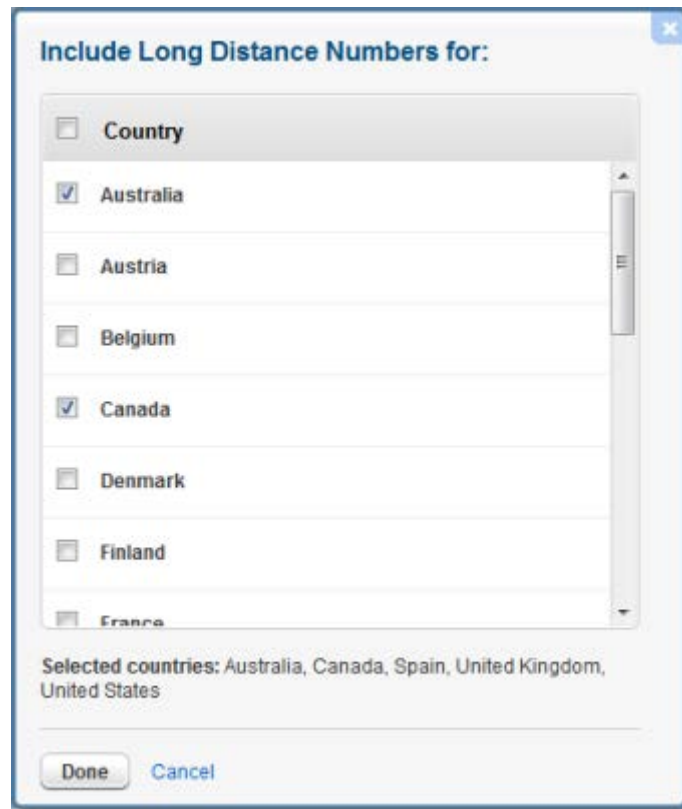 Include Long Distance Numbers for:
Country
Australia
Austria
Belgium
Canada
Denmark
Finland
France
Selected countries: Australia, Canada, Spain, United Kingdom,
United States
Done Cancel